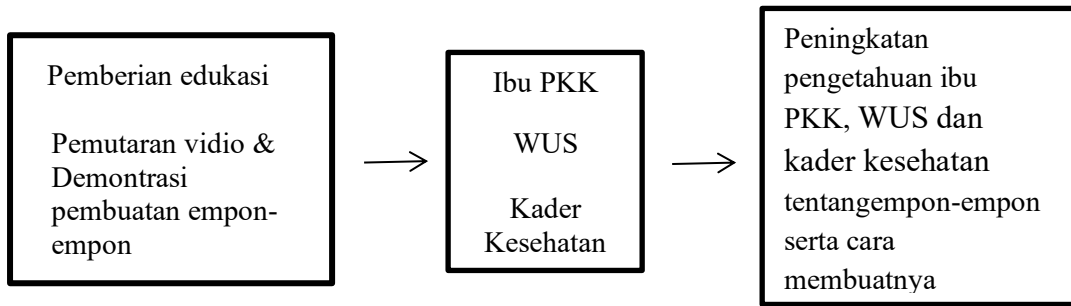 Pemberian edukasi
Pemutaran vidio &
Demontrasi
pembuatan empon-
empon
Ibu PKK
WUS
Kader
Kesehatan
Peningkatan
pengetahuan ibu
PKK, WUS dan
kader kesehatan
tentangempon-empon
serta cara
membuatnya